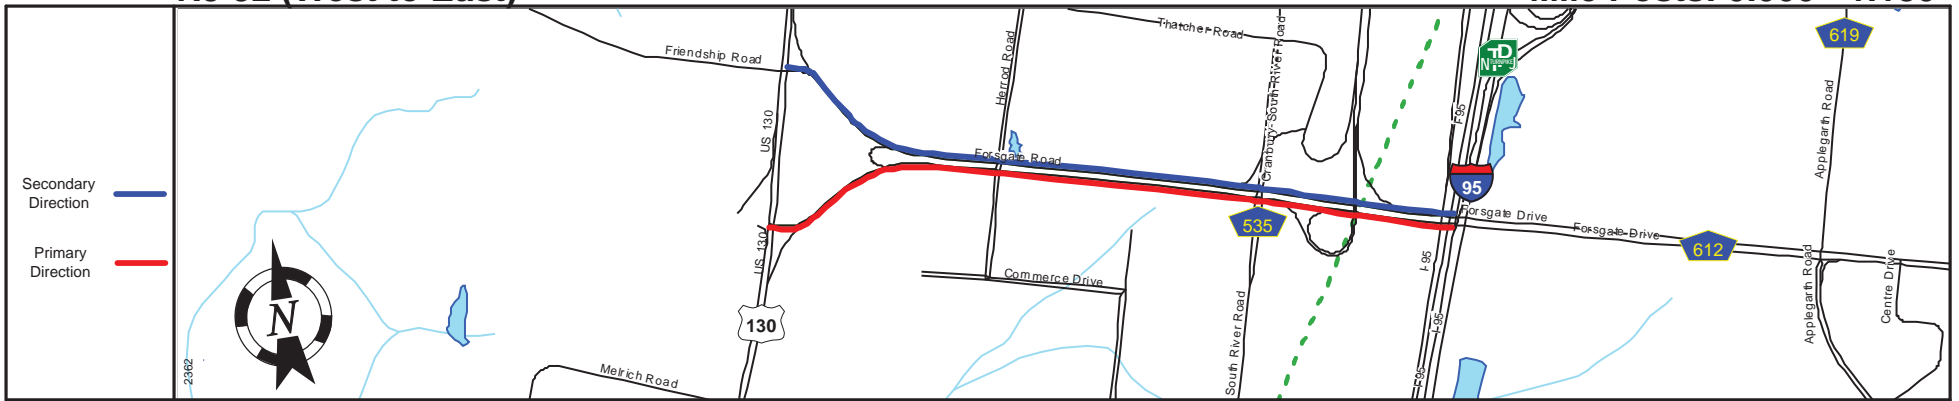 Secondary
Direction
Primary
Direction
2362
N
Friendship Road
US 130
US 130
130
Melrich Road
Herrod Road
Forsgate Road
Commerce Drive
Thatcher Road
Cranbury-South River Road
535
South River Road
I-95
N TURNPIKE J
T P
95
I-95
I-95
I-95
Forsgate Drive
Forsgate Drive
612
619
Applegarth Road
Applegarth Road
Centre Drive